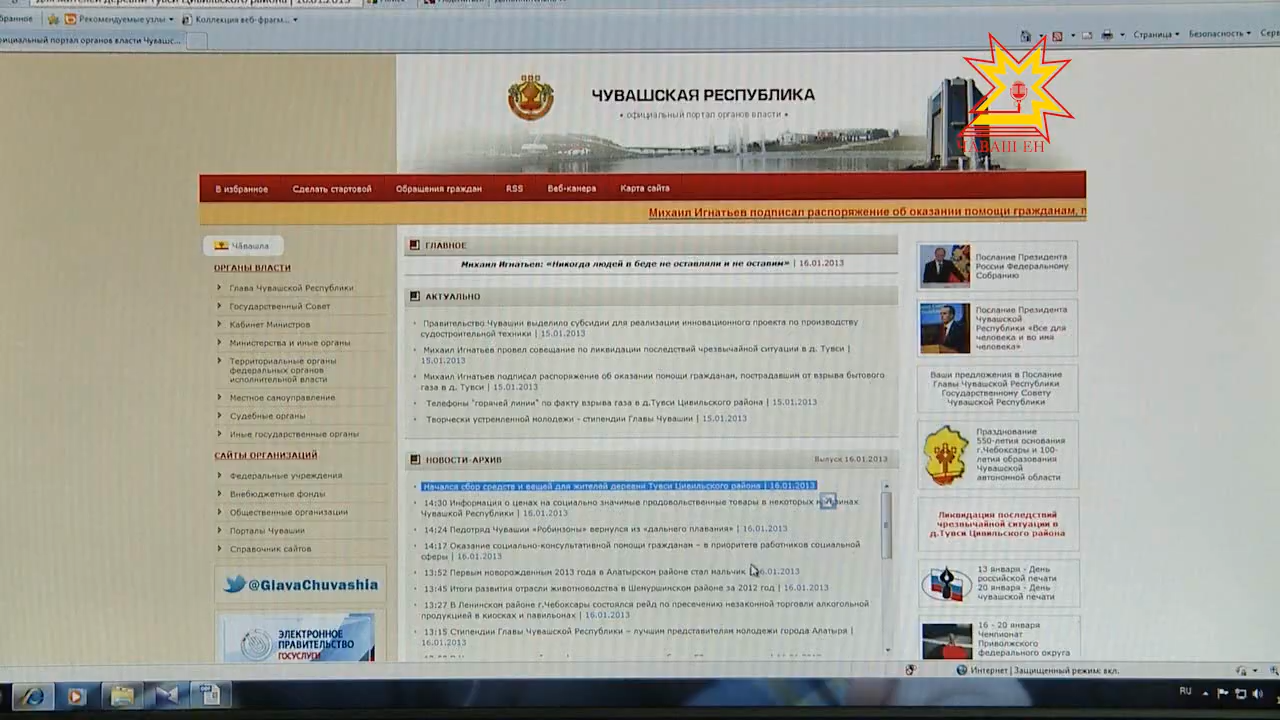 для жителей деревни Тувси Цивильского района | 16.01.2013
Рекомендуемые узлы
Коллекция веб-фрагм...
официальный портал органов власти Чувашс...
Страница
Безопасность
ЧĂВАШ ЕН
ЧУВАШСКАЯ РЕСПУБЛИКА
• официальный портал органов власти •
В избранное Сделать стартовой Обращения граждан RSS Веб-камера Карта сайта
Михаил Игнатьев подписал распоряжение об оказании помощи гражданам,
Чăвашла
ОРГАНЫ ВЛАСТИ
Глава Чувашской Республики
Государственный Совет
Кабинет Министров
Министерства и иные органы
Территориальные органы
федеральных органов
исполнительной власти
Местное самоуправление
Судебные органы
Иные государственные органы
САЙТЫ ОРГАНИЗАЦИЙ
Федеральные учреждения
Внебюджетные фонды
Общественные организации
Порталы Чувашии
Справочник сайтов
@GlavaChuvashia
ЭЛЕКТРОННОЕ
ПРАВИТЕЛЬСТВО
ГОСУСЛУГИ
ГЛАВНОЕ
Михаил Игнатьев: «Никогда людей в беде не оставляли и не оставим» | 16.01.2013
АКТУАЛЬНО
Правительство Чувашии выделило субсидии для реализации инновационного проекта по производству
судостроительной техники | 15.01.2013
Михаил Игнатьев провел совещание по ликвидации последствий чрезвычайной ситуации в д. Тувси |
15.01.2013
Михаил Игнатьев подписал распоряжение об оказании помощи гражданам, пострадавшим от взрыва бытового
газа в д. Тувси | 15.01.2013
Телефоны "горячей линии" по факту взрыва газа в д.Тувси Цивильского района | 15.01.2013
Творчески устремленной молодежи - стипендии Главы Чувашии | 15.01.2013
НОВОСТИ-АРХИВ
Выпуск 16.01.2013
Начался сбор средств и вещей для жителей деревни Тувси Цивильского района | 16.01.2013
14:30 Информация о ценах на социально значимые продовольственные товары в некоторых
Чувашской Республики | 16.01.2013
14:24 Педотряд Чувашии «Робинзоны» вернулся из «дальнего плавания» | 16.01.2013
14:17 Оказание социально-консультативной помощи гражданам – в приоритете работников социальной
сферы | 16.01.2013
13:52 Первым новорожденным 2013 года в Алатырском районе стал мальчик | 16.01.2013
13:45 Итоги развития отрасли животноводства в Шемуршинском районе за 2012 год | 16.01.2013
13:27 В Ленинском районе г.Чебоксары состоялся рейд по пресечению незаконной торговли алкогольной
продукцией в киосках и павильонах | 16.01.2013
13:15 Стипендии Главы Чувашской Республики – лучшим представителям молодежи города Алатыря |
16.01.2013
Послание Президента
России Федеральному
Собранию
Послание Президента
Чувашской
Республики «Все для
человека и во имя
человека»
Ваши предложения в Послание
Главы Чувашской Республики
Государственному Совету
Чувашской Республики
Празднование
550-летия основания
г.Чебоксары и 100-
летия образования
Чувашской
автономной области
Ликвидация последствий
чрезвычайной ситуации в
д.Тувси Цивильского района
13 января - День
российской печати
20 января - День
чувашской печати
16 - 20 января
Чемпионат
Приволжского
федерального округа
Интернет | Защищенный режим: вкл.
RU